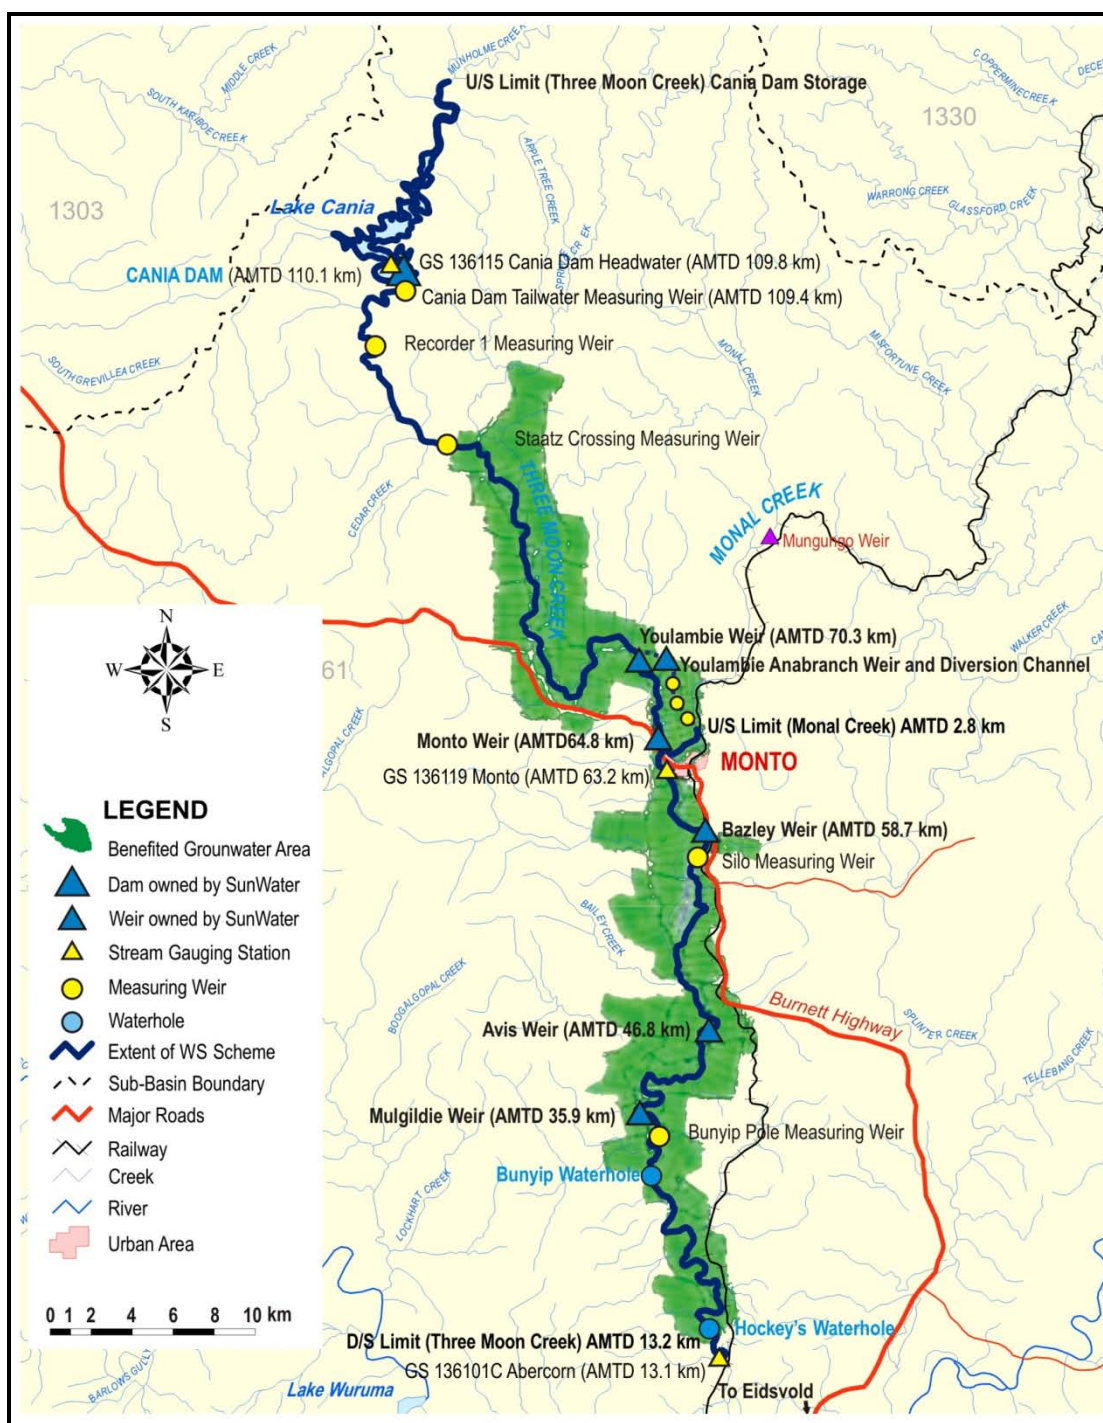 MUNHOLME CREEK
MIDDLE CREEK
COPPERMINE CREEK
U/S Limit (Three Moon Creek) Cania Dam Storage
SOUTH KARIBOE CREEK
1330
APPLE TREE CREEK
WARRONG CREEK
GLASSFORD CREEK
1303
Lake Cania
CANIA DAM (AMTD 110.1 km)
GS 136115 Cania Dam Headwater (AMTD 109.8 km)
Cania Dam Tailwater Measuring Weir (AMTD 109.4 km)
Recorder 1 Measuring Weir
MONAL CREEK
MISFORTUNE CREEK
SOUTH GREVILLEA CREEK
Staatz Crossing Measuring Weir
THREE MOON CREEK
CEDAR CREEK
MONAL CREEK
Mungungo Weir
WALKER CREEK
N
W
E
S
61
Youlambie Weir (AMTD 70.3 km)
Youlambie Anabranch Weir and Diversion Channel
U/S Limit (Monal Creek) AMTD 2.8 km
ALGOPAL CREEK
Monto Weir (AMTD64.8 km)
MONTO
GS 136119 Monto (AMTD 63.2 km)
Bazley Weir (AMTD 58.7 km)
Silo Measuring Weir
BAILEY CREEK
BOOGALGOPAL CREEK
Burnett Highway
SPLINTER CREEK
TELLEBANG CREEK
Avis Weir (AMTD 46.8 km)
Mulgildie Weir (AMTD 35.9 km)
Bunyip Pole Measuring Weir
Bunyip Waterhole
LOCKHART CREEK
Hockey's Waterhole
D/S Limit (Three Moon Creek) AMTD 13.2 km
GS 136101C Abercorn (AMTD 13.1 km)
To Eidsvold
Lake Wuruma
BARLOWS GULLY
LEGEND
Benefited Grounwater Area
Dam owned by SunWater
Weir owned by SunWater
Stream Gauging Station
Measuring Weir
Waterhole
Extent of WS Scheme
Sub-Basin Boundary
Major Roads
Railway
Creek
River
Urban Area
0 1 2 4 6 8 10 km